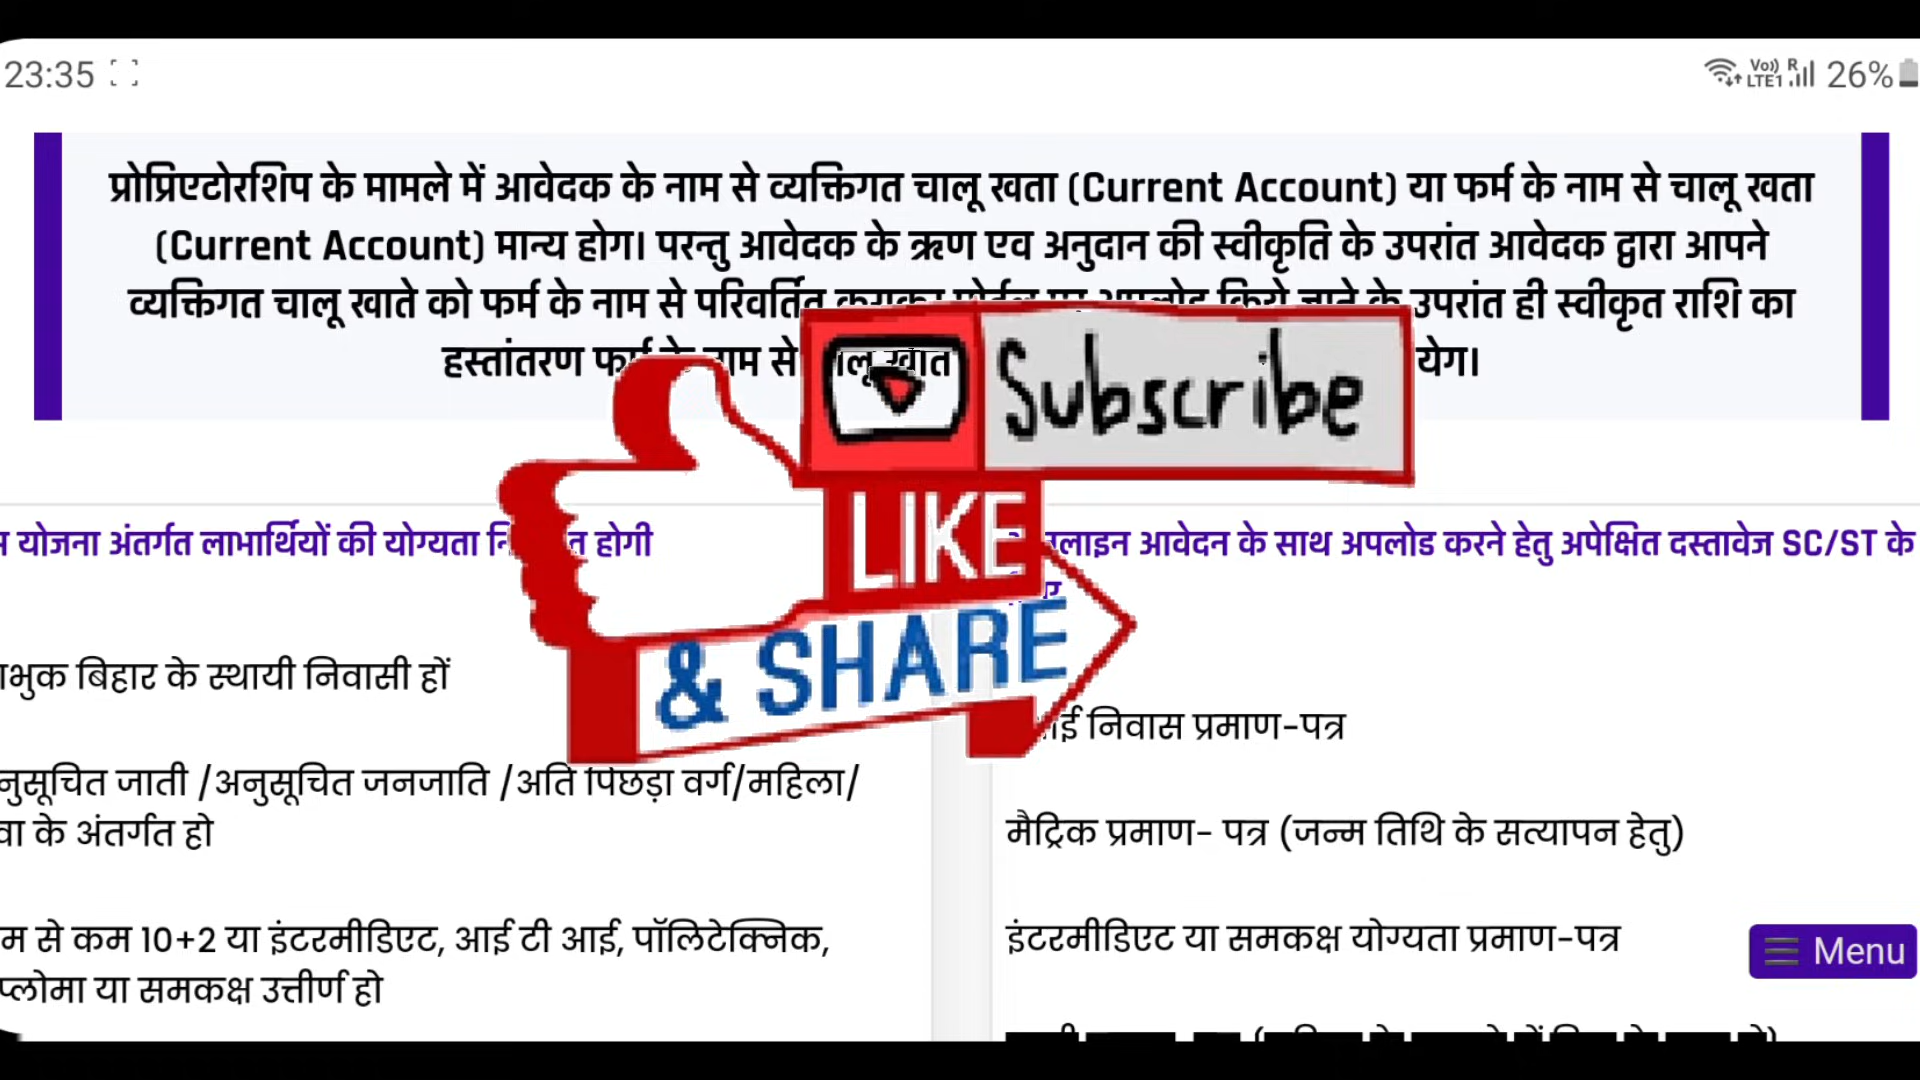 23:35
Vo)) R
LTE1 26%
प्रोप्रिएटोरशिप के मामले में आवेदक के नाम से व्यक्तिगत चालू खता (Current Account) या फर्म के नाम से चालू खता
(Current Account) मान्य होग। परन्तु आवेदक के ऋण एव अनुदान की स्वीकृति के उपरांत आवेदक द्वारा आपने
व्यक्तिगत चालू खाते को फर्म के नाम से परिवर्तित उपरांत ही स्वीकृत राशि का
हस्तांतरण से
Subscribe
LIKE
& SHARE
योजना अंतर्गत लाभार्थियों की योग्यता होगी
बिहार के स्थायी निवासी हों
जाती /अनुसूचित जनजाति /अति पिछड़ा वर्ग/महिला/
के अंतर्गत हो
से कम 10+2 या इंटरमीडिएट, आई टी आई, पॉलिटेक्निक,
या समकक्ष उत्तीर्ण हो
आवेदन के साथ अपलोड करने हेतु अपेक्षित दस्तावेज SC/ST के
निवास प्रमाण-पत्र
मैट्रिक प्रमाण- पत्र (जन्म तिथि के सत्यापन हेतु)
इंटरमीडिएट या समकक्ष योग्यता प्रमाण-पत्र
Menu